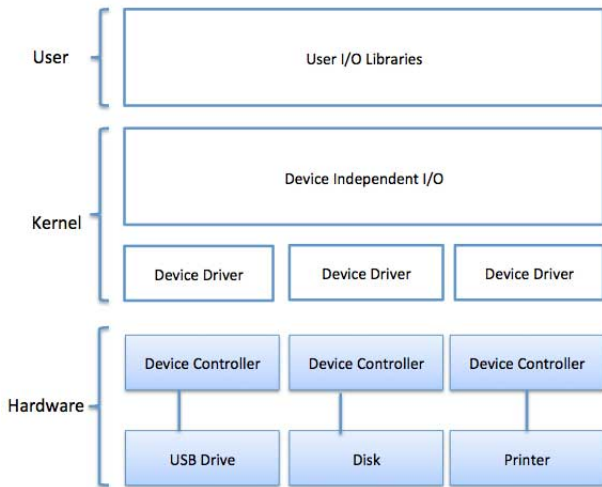 User
User I/O Libraries
Kernel
Device Independent I/O
Device Driver
Device Driver
Device Driver
Hardware
Device Controller
Device Controller
Device Controller
USB Drive
Disk
Printer